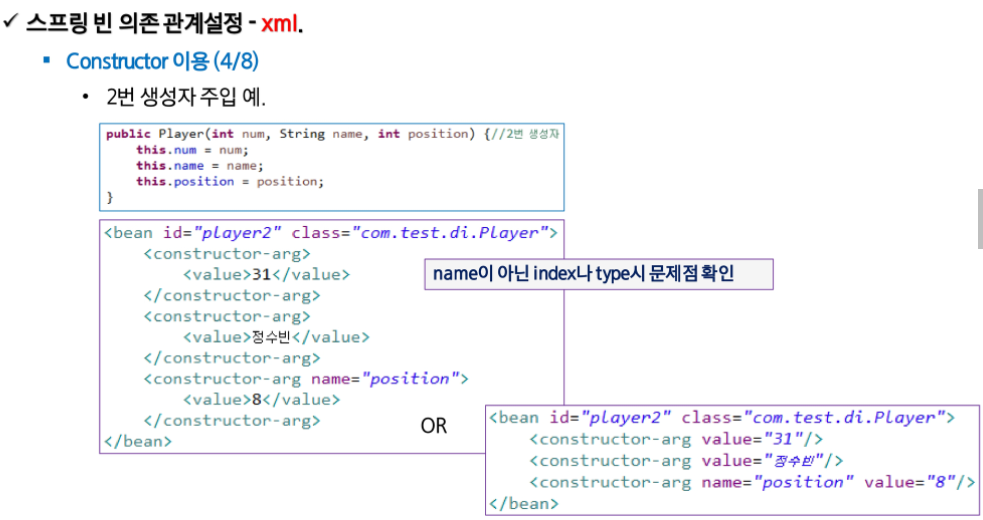 ✓ 스프링 빈 의존 관계설정 - xml.
▪ Constructor 이용 (4/8)
• 2번 생성자 주입 예.
public Player(int num, String name, int position) {//2번 생성자
this.num = num;
this.name = name;
this.position = position;
}
<bean id="player2" class="com.test.di.Player">
<constructor-arg>
<value>31</value>
</constructor-arg>
<constructor-arg>
<value>정수빈</value>
</constructor-arg>
<constructor-arg name="position">
<value>8</value>
</constructor-arg>
</bean>
name이 아닌 index나 type시 문제점 확인
OR
<bean id="player2" class="com.test.di.Player">
<constructor-arg value="31"/>
<constructor-arg value="정수빈"/>
<constructor-arg name="position" value="8"/>
</bean>